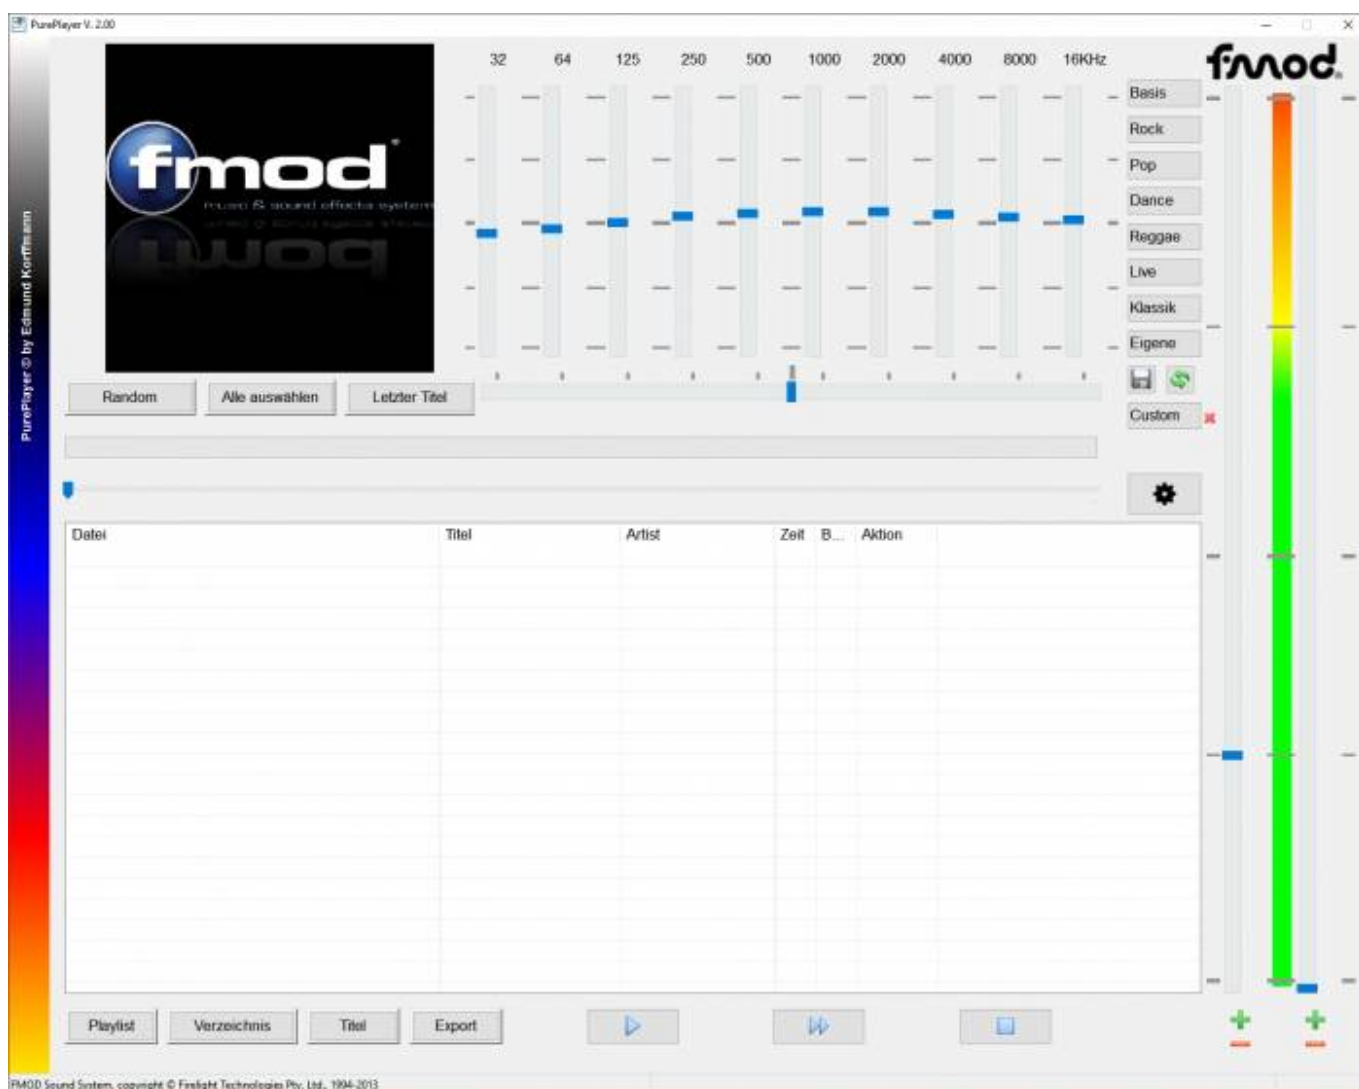 PurePlayer V. 2.00
32 64 125 250 500 1000 2000 4000 8000 16KHz
fmod
fmod
music & sound effects system
PurePlayer © by Edmund Korffmann
Basis
Rock
Pop
Dance
Reggae
Live
Klassik
Eigene
Custom
Random Alle auswählen Letzter Titel
Datei Titel Artist Zeit B... Aktion
Playlist Verzeichnis Titel Export
FMOD Sound System, copyright © Firelight Technologies Pty, Ltd., 1994-2013